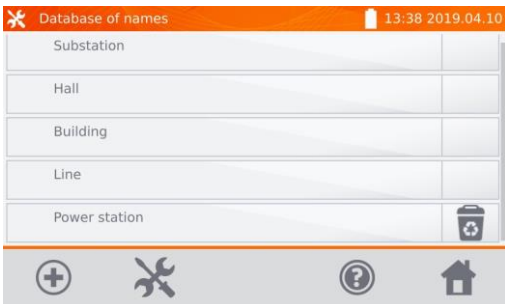 Database of names 13:38 2019.04.10
Substation
Hall
Building
Line
Power station